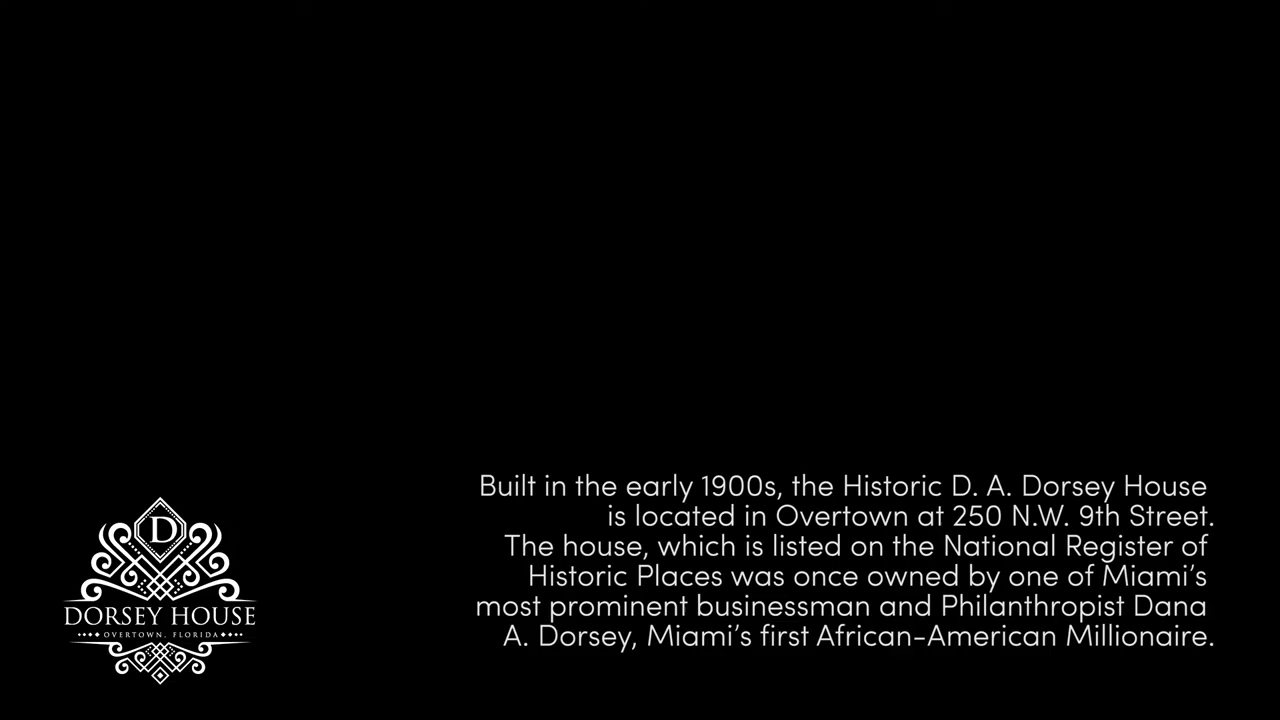 Built in the early 1900s, the Historic D. A. Dorsey House
is located in Overtown at 250 N.W. 9th Street.
The house, which is listed on the National Register of
Historic Places was once owned by one of Miami’s
most prominent businessman and Philanthropist Dana
A. Dorsey, Miami’s first African-American Millionaire.
D
DORSEY HOUSE
OVERTOWN, FLORIDA